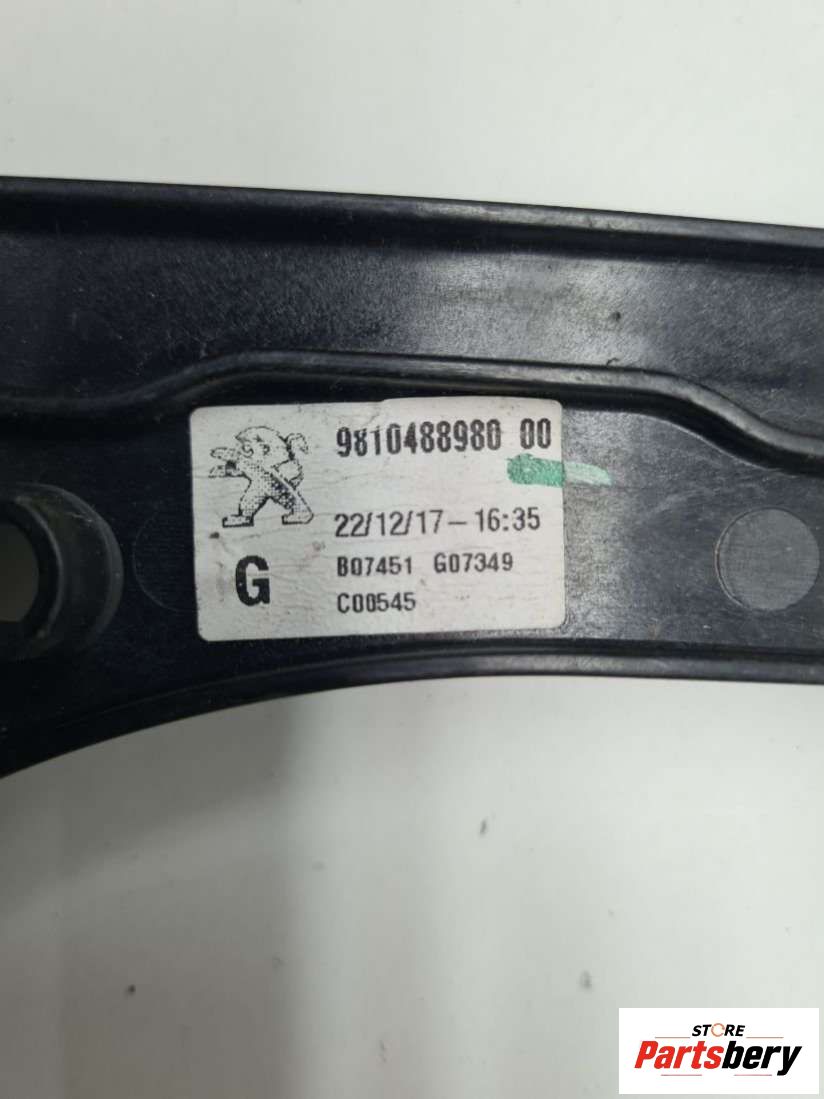 9810488980 00
22/12/17-16:35
G
B07451 G07349
C00545
STORE
Partsbery